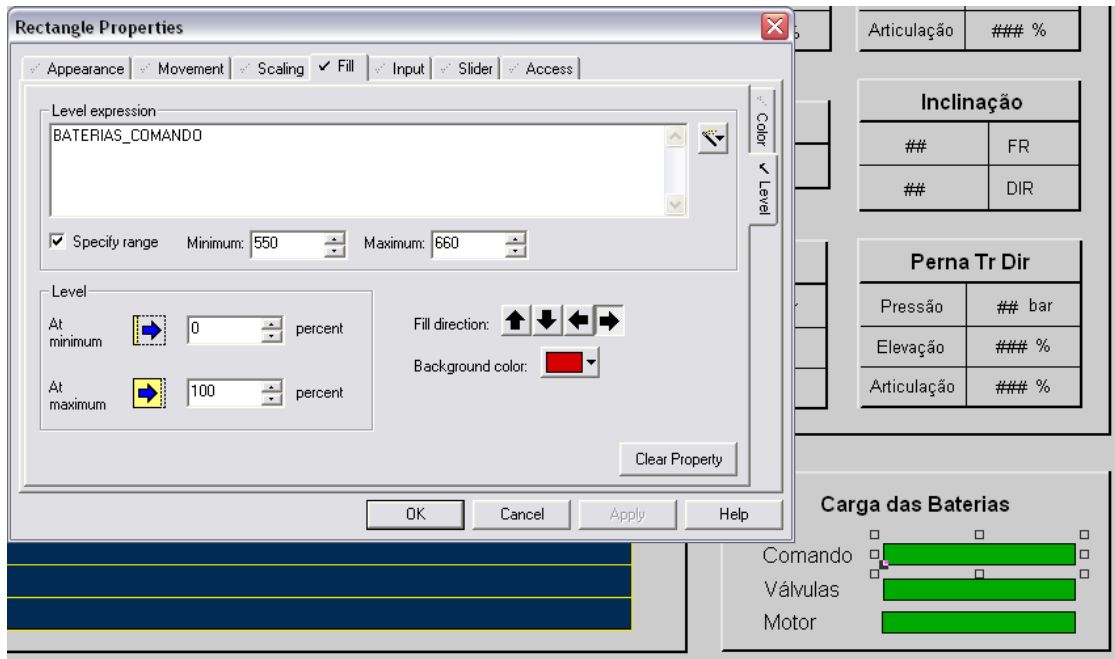 Rectangle Properties
Appearance Movement Scaling Fill Input Slider Access
Level expression
BATERIAS_COMANDO
Color
Level
Specify range Minimum: 550 Maximum: 660
Level
At minimum 0 percent
At maximum 100 percent
Fill direction:
Background color:
Clear Property
OK Cancel Apply Help
%
Articulação ### %
Inclinação
## FR
## DIR
Perna Tr Dir
Pressão ## bar
Elevação ### %
Articulação ### %
Carga das Baterias
Comando
Válvulas
Motor